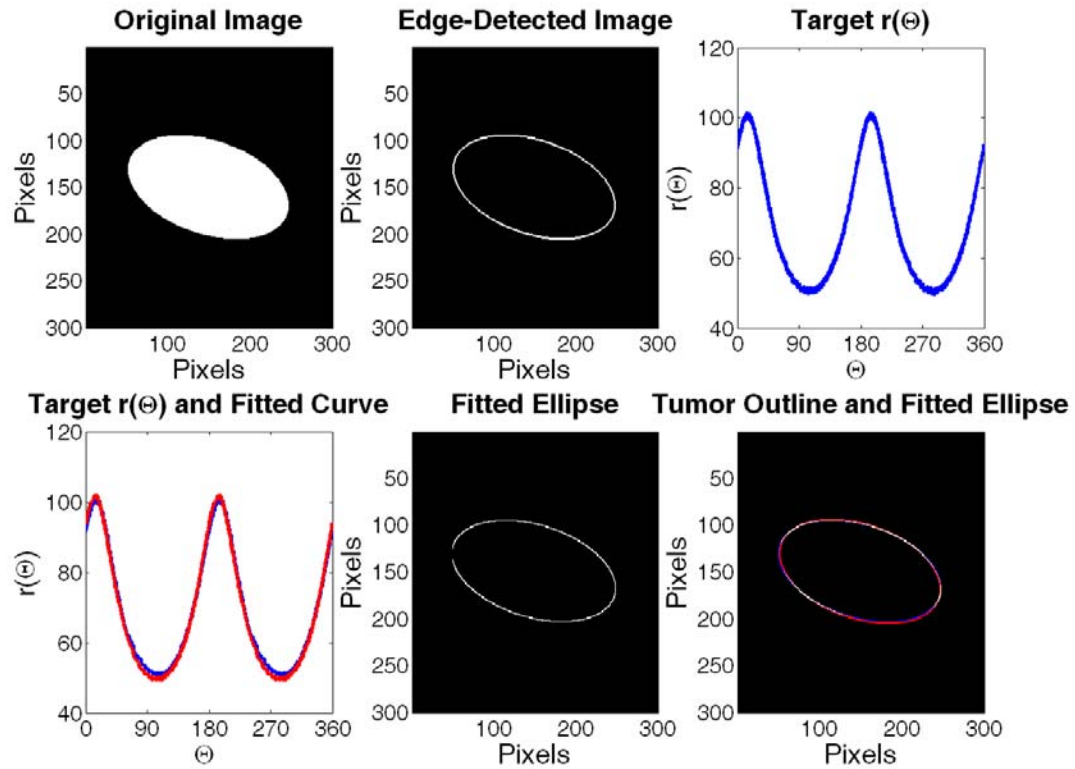 Original Image
Edge-Detected Image
Target r(Θ)
Pixels
50
100
150
200
250
300
100 200 300
Pixels
50
100
150
200
250
300
Pixels
100 200 300
Pixels
r(Θ)
120
100
80
60
40
0 90 180 270 360
Θ
Target r(Θ) and Fitted Curve
Fitted Ellipse
Tumor Outline and Fitted Ellipse
r(Θ)
120
100
80
60
40
0 90 180 270 360
Θ
Pixels
50
100
150
200
250
300
100 200 300
Pixels
Pixels
50
100
150
200
250
300
100 200 300
Pixels